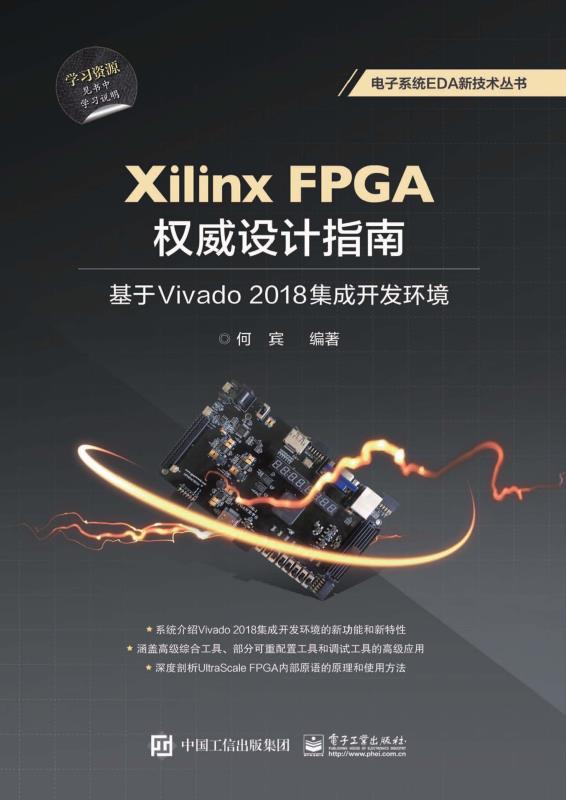 学习资源
见书中
学习说明
电子系统EDA新技术丛书
Xilinx FPGA
权威设计指南
基于Vivado 2018集成开发环境
◎ 何 宾 编著
★ 系统介绍Vivado 2018集成开发环境的新功能和新特性
★ 涵盖高级综合工具、部分可重配置工具和调试工具的高级应用
★ 深度剖析UltraScale FPGA内部原语的原理和使用方法
中国工信出版集团
电子工业出版社
PUBLISHING HOUSE OF ELECTRONICS INDUSTRY
http://www.phei.com.cn